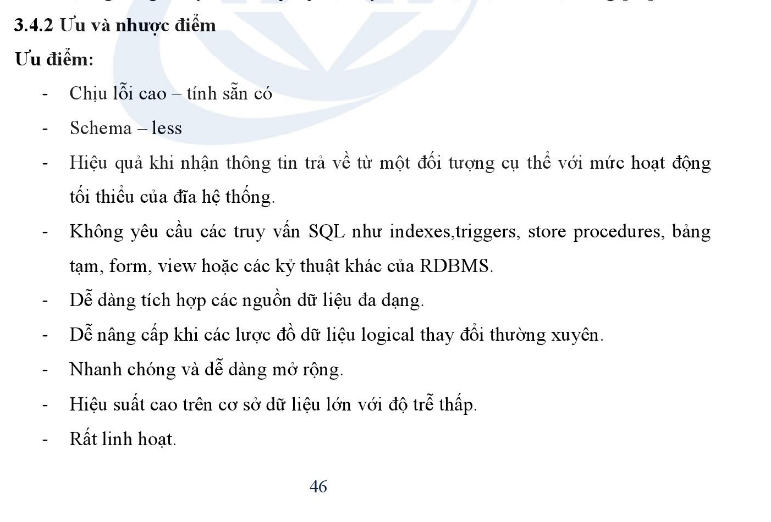 3.4.2 Ưu và nhược điểm
Ưu điểm:
- Chịu lỗi cao – tính sẵn có
- Schema – less
- Hiệu quả khi nhận thông tin trả về từ một đối tượng cụ thể với mức hoạt động
tối thiểu của đĩa hệ thống.
- Không yêu cầu các truy vấn SQL như indexes,triggers, store procedures, bảng
tạm, form, view hoặc các kỹ thuật khác của RDBMS.
- Dễ dàng tích hợp các nguồn dữ liệu đa dạng.
- Dễ nâng cấp khi các lược đồ dữ liệu logical thay đổi thường xuyên.
- Nhanh chóng và dễ dàng mở rộng.
- Hiệu suất cao trên cơ sở dữ liệu lớn với độ trễ thấp.
- Rất linh hoạt.
46